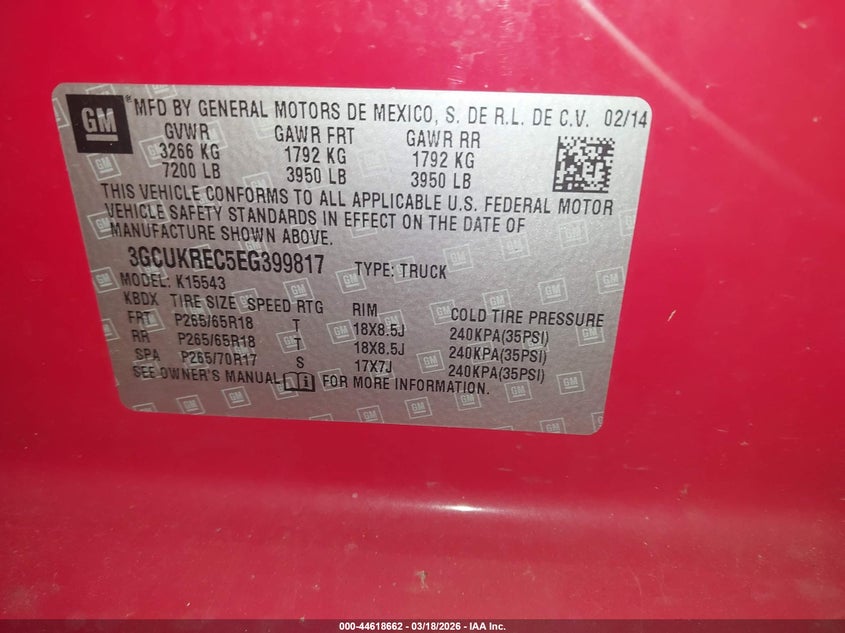 GM® MFD BY GENERAL MOTORS DE MEXICO, S. DE R.L. DE C.V. 02/14
GVWR GAWR FRT GAWR RR
3266 KG 1792 KG 1792 KG
7200 LB 3950 LB 3950 LB
THIS VEHICLE CONFORMS TO ALL APPLICABLE U.S. FEDERAL MOTOR
VEHICLE SAFETY STANDARDS IN EFFECT ON THE DATE OF
MANUFACTURE SHOWN ABOVE.
3GCUKREC5EG399817 TYPE: TRUCK
MODEL: K15543
KBDX TIRE SIZE SPEED RTG RIM COLD TIRE PRESSURE
FRT P265/65R18 T 18X8.5J 240KPA(35PSI)
RR P265/65R18 T 18X8.5J 240KPA(35PSI)
SPA P265/70R17 S 17X7J 240KPA(35PSI)
SEE OWNER'S MANUAL FOR MORE INFORMATION.
000-44618662 - 03/18/2026 - IAA Inc.